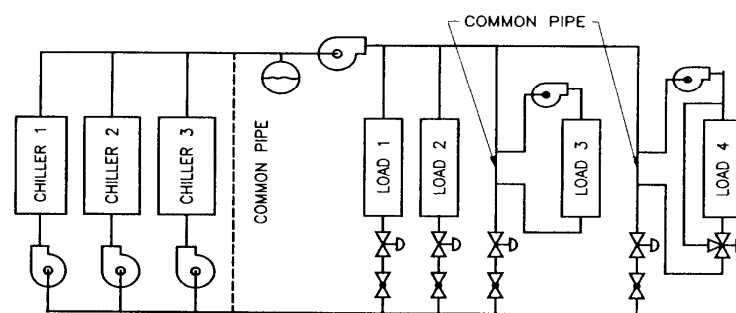 COMMON PIPE
CHILLER 1
CHILLER 2
CHILLER 3
COMMON PIPE
LOAD 1
LOAD 2
LOAD 3
LOAD 4